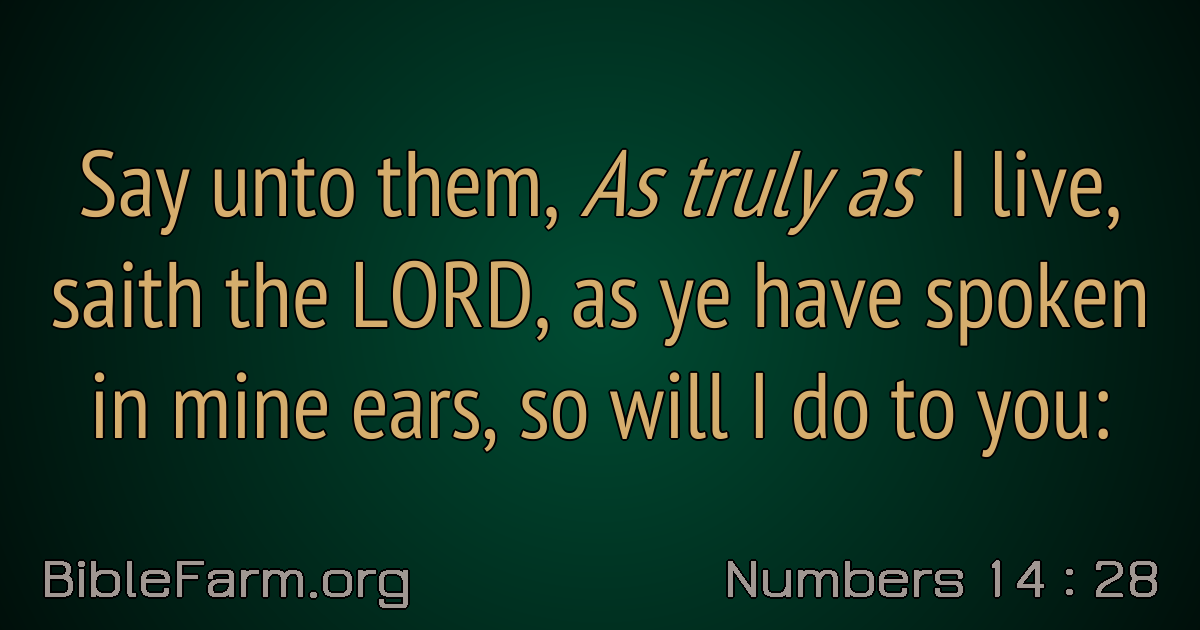 Say unto them, As truly as I live,
saith the LORD, as ye have spoken
in mine ears, so will I do to you:
BibleFarm.org
Numbers 14 : 28